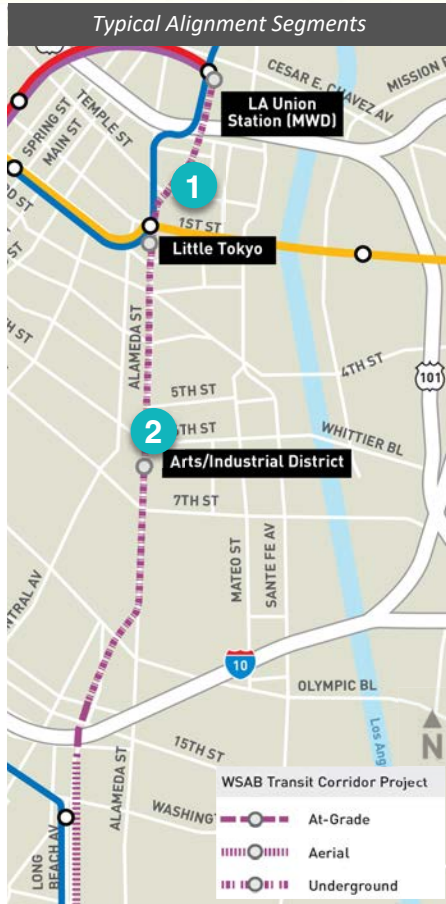 Typical Alignment Segments
CESAR E. CHAVEZ AV
MISSION
LA Union
Station (MWD)
SPRING ST
TEMPLE ST
MAIN ST
1
1ST ST
Little Tokyo
ALAMEDA ST
4TH ST
101
5TH ST
2
WHITTIER BL
Arts/Industrial District
7TH ST
MATEO ST
SANTE FE AV
10
OLYMPIC BL
ALAMEDA ST
15TH ST
N
WSAB Transit Corridor Project
At-Grade
Aerial
Underground
LONG
BEACH AV